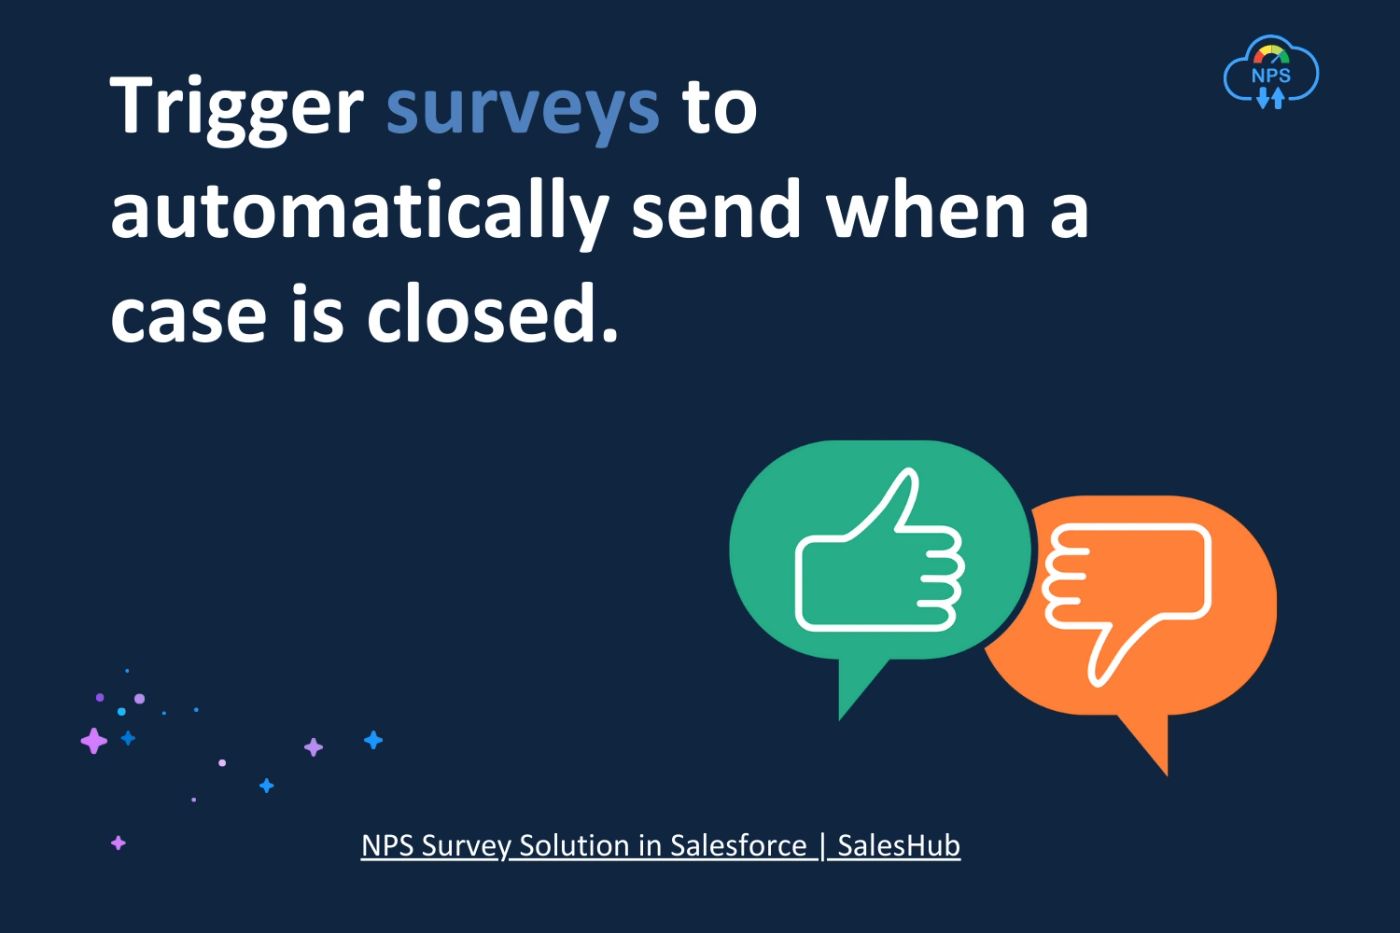 NPS
Trigger surveys to
automatically send when a
case is closed.
NPS Survey Solution in Salesforce | SalesHub